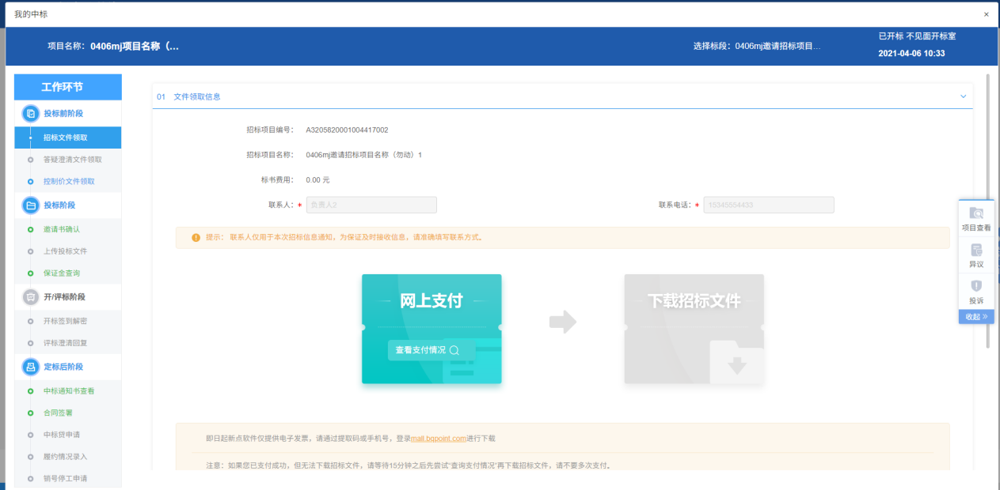 我的中标
×
项目名称：0406mj项目名称（...
选择标段：0406mj邀请招标项目...
已开标 不见面开标室
2021-04-06 10:33
工作环节
投标前阶段
招标文件领取
答疑澄清文件领取
控制价文件领取
投标阶段
邀请书确认
上传投标文件
保证金查询
开/评标阶段
开标签到解密
评标澄清回复
定标后阶段
中标通知书查看
合同签署
中标贷申请
履约情况录入
销号停工申请
01 文件领取信息
招标项目编号： A3205820001004417002
招标项目名称： 0406mj邀请招标项目名称（勿动）1
标书费用： 0.00 元
联系人：* 负责人2
联系电话：* 15345554433
提示： 联系人仅用于本次招标信息通知，为保证及时接收信息，请准确填写联系方式。
网上支付
查看支付情况
下载招标文件
即日起新点软件仅提供电子发票，请通过提取码或手机号，登录mall.bqpoint.com进行下载
注意：如果您已支付成功，但无法下载招标文件，请等待15分钟之后先尝试“查询支付情况”再下载招标文件，请不要多次支付。
项目查看
异议
投诉
收起 »